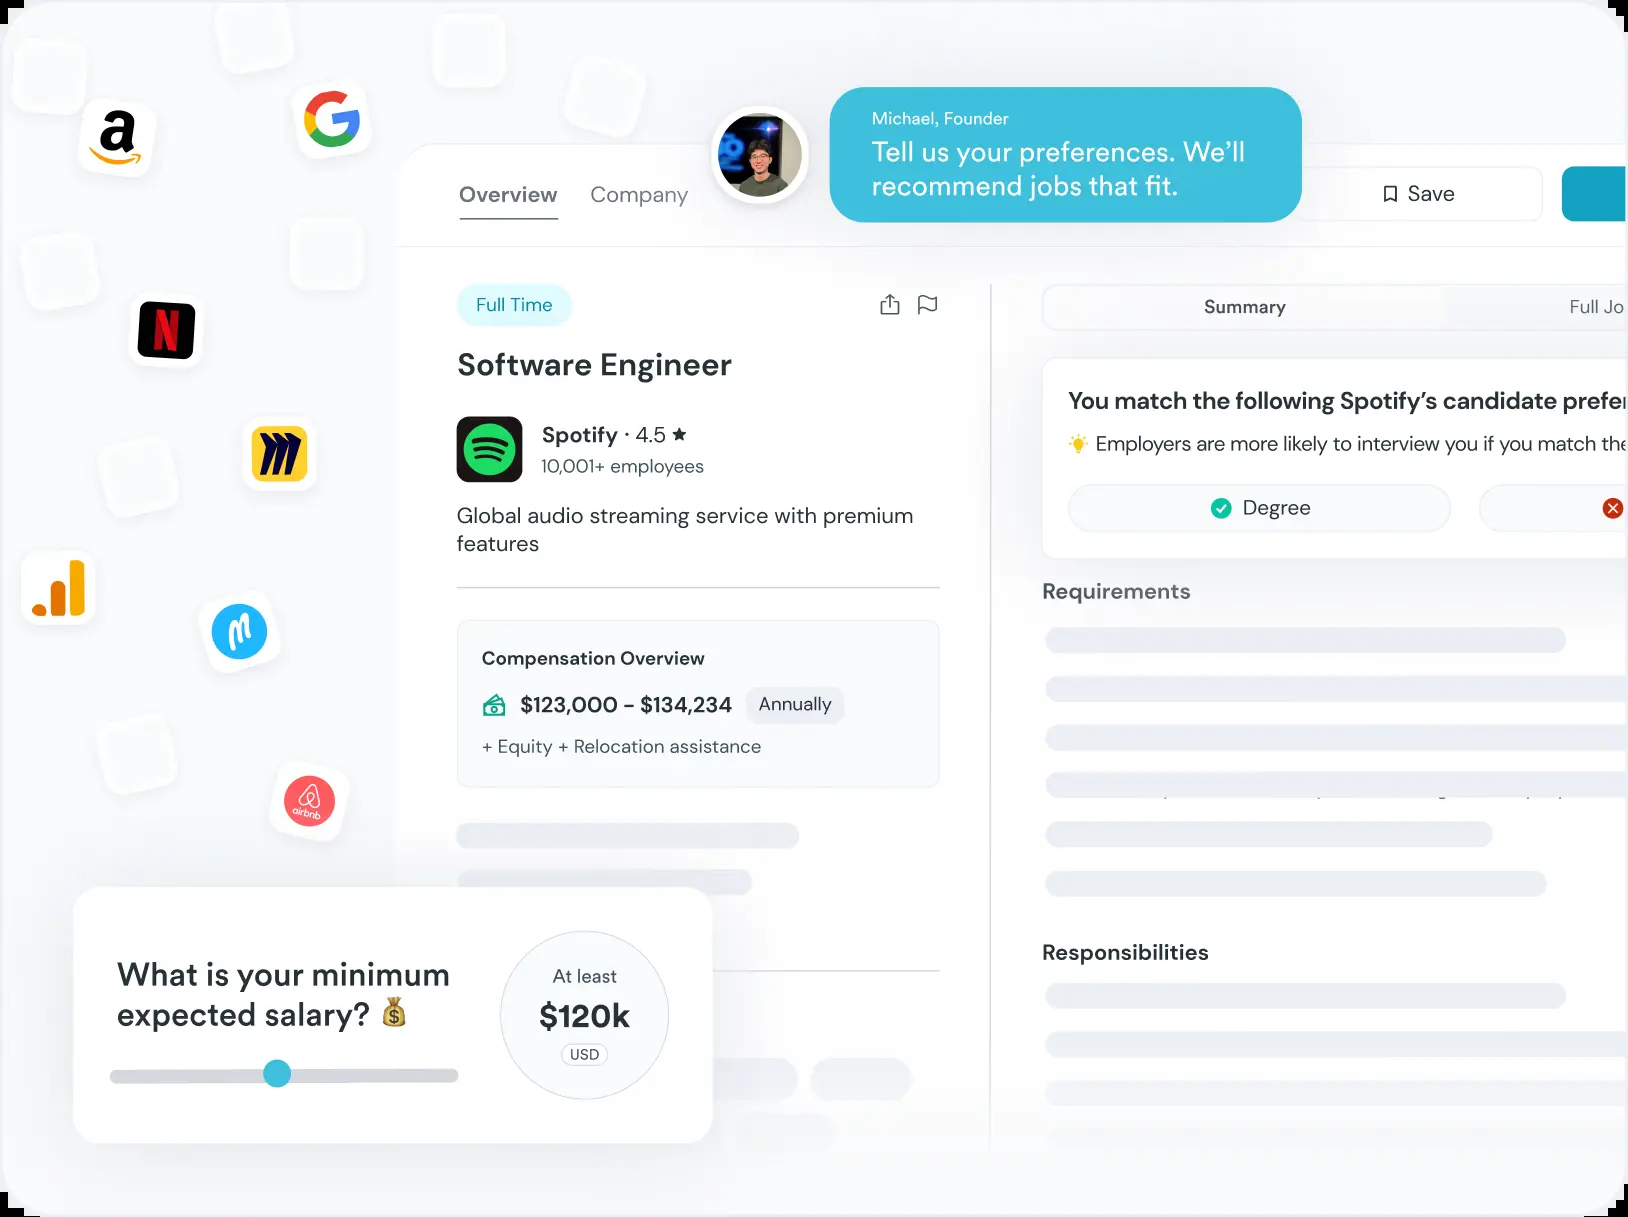 Michael, Founder
Tell us your preferences. We'll
recommend jobs that fit.
Overview
Company
Save
Full Time
Summary
Full Jo
Software Engineer
Spotify · 4.5 ★
10,001+ employees
Global audio streaming service with premium
features
You match the following Spotify's candidate prefer
Employers are more likely to interview you if you match the
Degree
Requirements
Compensation Overview
$123,000 - $134,234
Annually
+ Equity + Relocation assistance
airbnb
Responsibilities
What is your minimum
expected salary? 💰
At least
$120k
USD